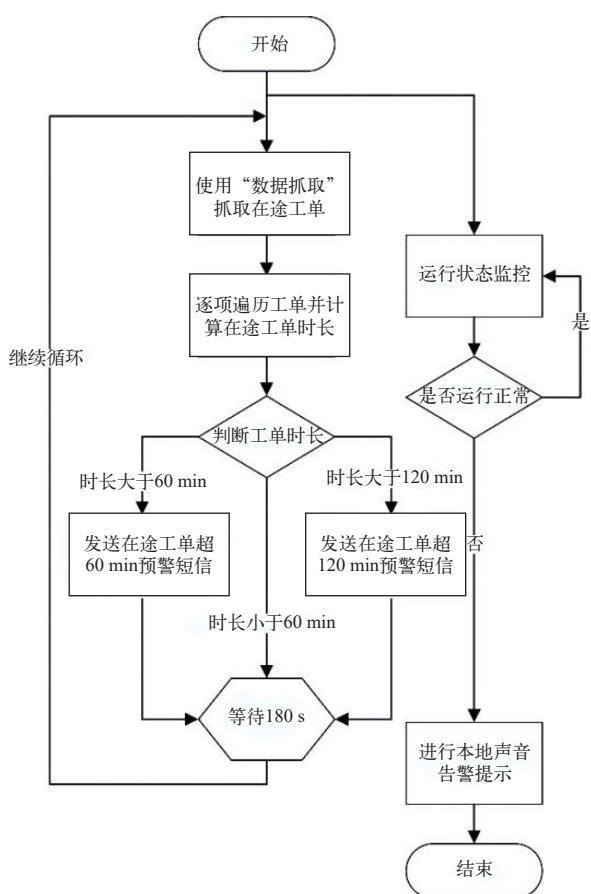 开始
使用“数据抓取”
抓取在途工单
运行状态监控
逐项遍历工单并计
算在途工单时长
是
继续循环
是否运行正常
判断工单时长
时长大于60 min
时长大于120 min
发送在途工单超
60 min预警短信
发送在途工单超
120 min预警短信
否
时长小于60 min
等待180 s
进行本地声音
告警提示
结束